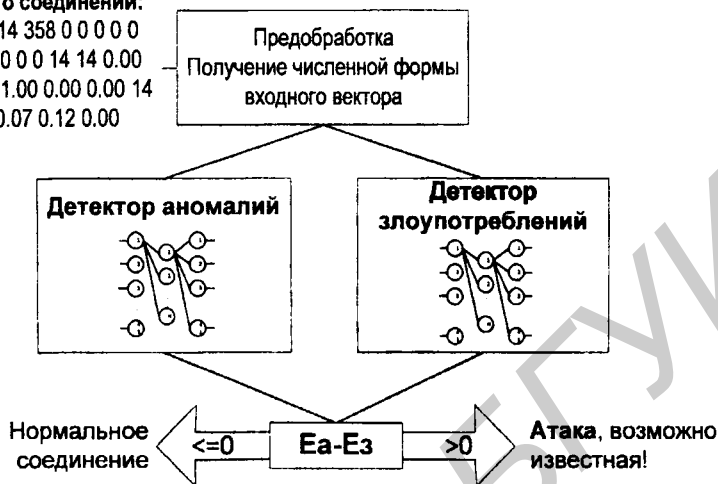 о соединении:
14 358 0 0 0 0 0
0 0 0 14 14 0.00
1.00 0.00 0.00 14
0.07 0.12 0.00
Предобработка
Получение численной формы
входного вектора
Детектор аномалий
Детектор
злоупотреблений
Нормальное
соединение
<=0
Еа-Ез
>0
Атака, возможно
известная!
БГУИ